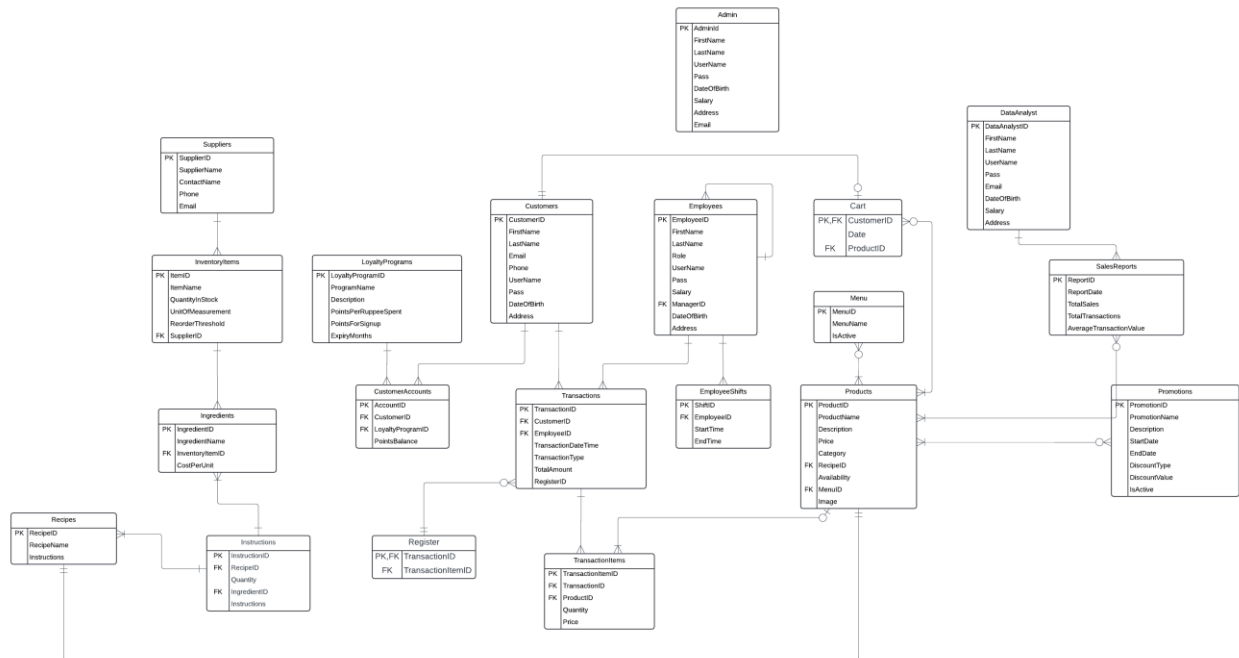 Admin
PK AdminId
FirstName
LastName
UserName
Pass
DateOfBirth
Salary
Address
Email
DataAnalyst
PK DataAnalystID
FirstName
LastName
UserName
Pass
Email
DateOfBirth
Salary
Address
Suppliers
PK SupplierID
SupplierName
ContactName
Phone
Email
Customers
PK CustomerID
FirstName
LastName
Email
Phone
UserName
Pass
DateOfBirth
Address
Employees
PK EmployeeID
FirstName
LastName
Role
UserName
Pass
Salary
FK ManagerID
DateOfBirth
Address
Cart
PK,FK CustomerID
Date
FK ProductID
InventoryItems
PK ItemID
ItemName
QuantityInStock
UnitOfMeasurement
ReorderThreshold
FK SupplierID
LoyaltyPrograms
PK LoyaltyProgramID
ProgramName
Description
PointsPerRuppeeSpent
PointsForSignup
ExpiryMonths
SalesReports
PK ReportID
ReportDate
TotalSales
TotalTransactions
AverageTransactionValue
Menu
PK MenuID
MenuName
IsActive
CustomerAccounts
PK AccountID
FK CustomerID
FK LoyaltyProgramID
PointsBalance
Transactions
PK TransactionID
FK CustomerID
FK EmployeeID
TransactionDateTime
TransactionType
TotalAmount
RegisterID
EmployeeShifts
PK ShiftID
FK EmployeeID
StartTime
EndTime
Products
PK ProductID
ProductName
Description
Price
Category
FK RecipeID
Availability
FK MenuID
Image
Promotions
PK PromotionID
PromotionName
Description
StartDate
EndDate
DiscountType
DiscountValue
IsActive
Ingredients
PK IngredientID
IngredientName
FK InventoryItemID
CostPerUnit
Recipes
PK RecipeID
RecipeName
Instructions
Instructions
PK InstructionID
FK RecipeID
Quantity
FK IngredientID
Instructions
Register
PK,FK TransactionID
FK TransactionItemID
TransactionItems
PK TransactionItemID
FK TransactionID
FK ProductID
Quantity
Price